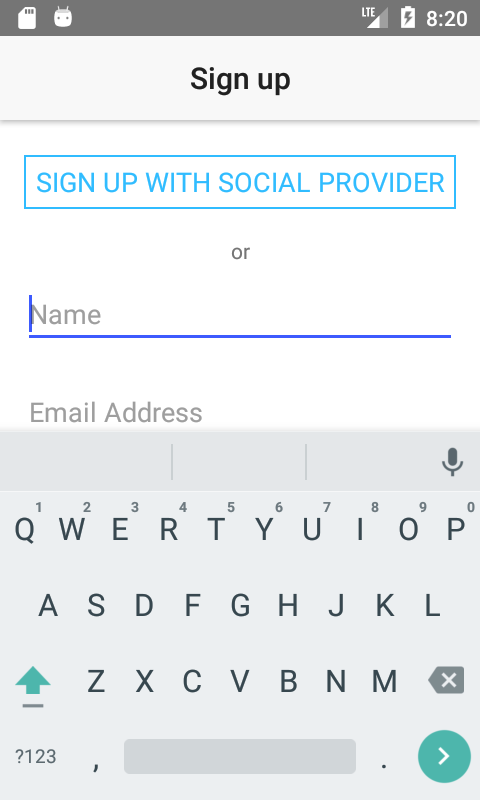 LTE 8:20
Sign up
SIGN UP WITH SOCIAL PROVIDER
or
Name
Email Address
1 2 3 4 5 6 7 8 9 0
Q W E R T Y U I O P
A S D F G H J K L
Z X C V B N M
?123 , .